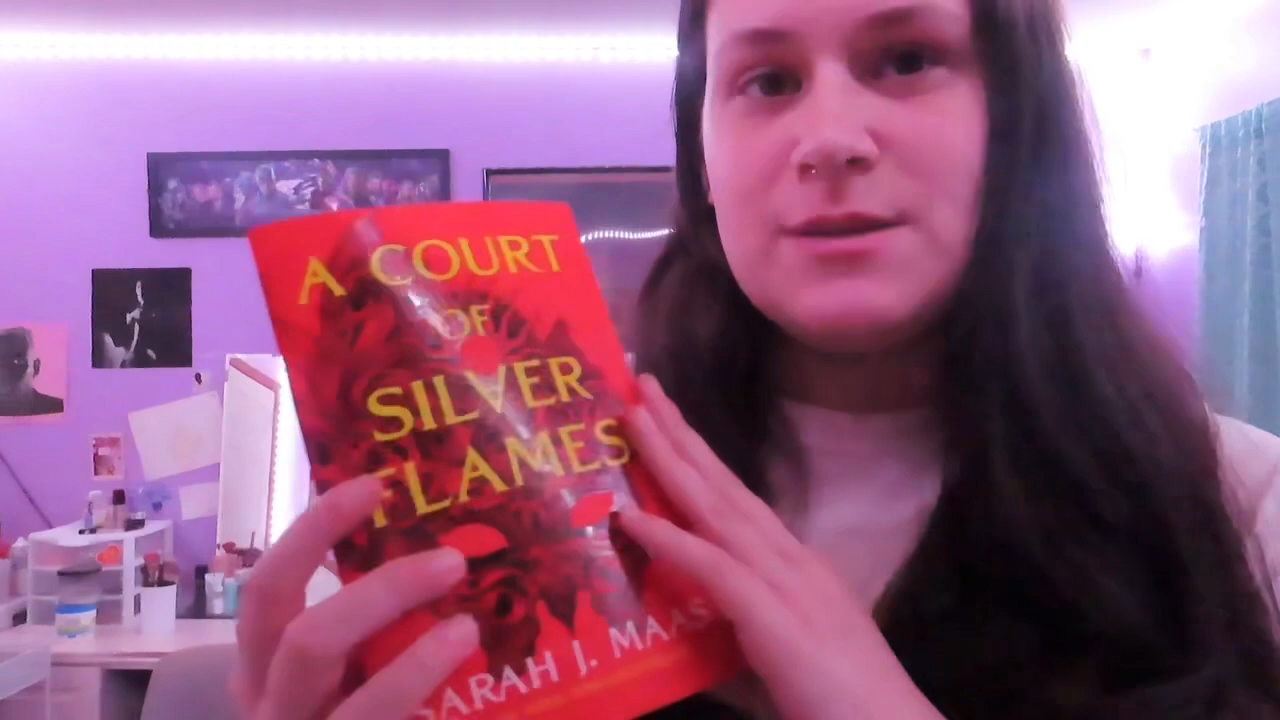 A COURT
OF
SILVER
FLAMES
SARAH J. MAAS